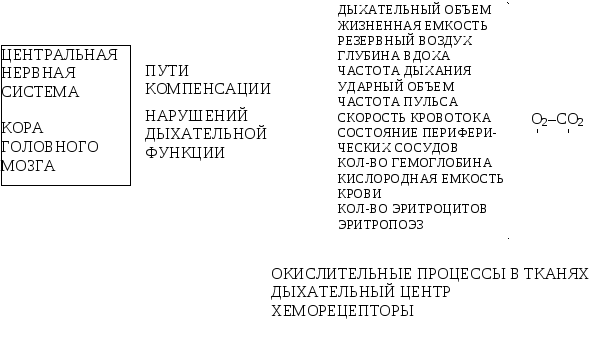 ЦЕНТРАЛЬНАЯ
НЕРВНАЯ
СИСТЕМА
КОРА
ГОЛОВНОГО
МОЗГА
ПУТИ
КОМПЕНСАЦИИ
НАРУШЕНИЙ
ДЫХАТЕЛЬНОЙ
ФУНКЦИИ
ДЫХАТЕЛЬНЫЙ ОБЪЕМ
ЖИЗНЕННАЯ ЕМКОСТЬ
РЕЗЕРВНЫЙ ВОЗДУХ
ГЛУБИНА ВДОХА
ЧАСТОТА ДЫХАНИЯ
УДАРНЫЙ ОБЪЕМ
ЧАСТОТА ПУЛЬСА
СКОРОСТЬ КРОВОТОКА
СОСТОЯНИЕ ПЕРИФЕРИ-
ЧЕСКИХ СОСУДОВ
КОЛ-ВО ГЕМОГЛОБИНА
КИСЛОРОДНАЯ ЕМКОСТЬ
КРОВИ
КОЛ-ВО ЭРИТРОЦИТОВ
ЭРИТРОПОЭЗ
O₂–CO₂
ОКИСЛИТЕЛЬНЫЕ ПРОЦЕССЫ В ТКАНЯХ
ДЫХАТЕЛЬНЫЙ ЦЕНТР
ХЕМОРЕЦЕПТОРЫ